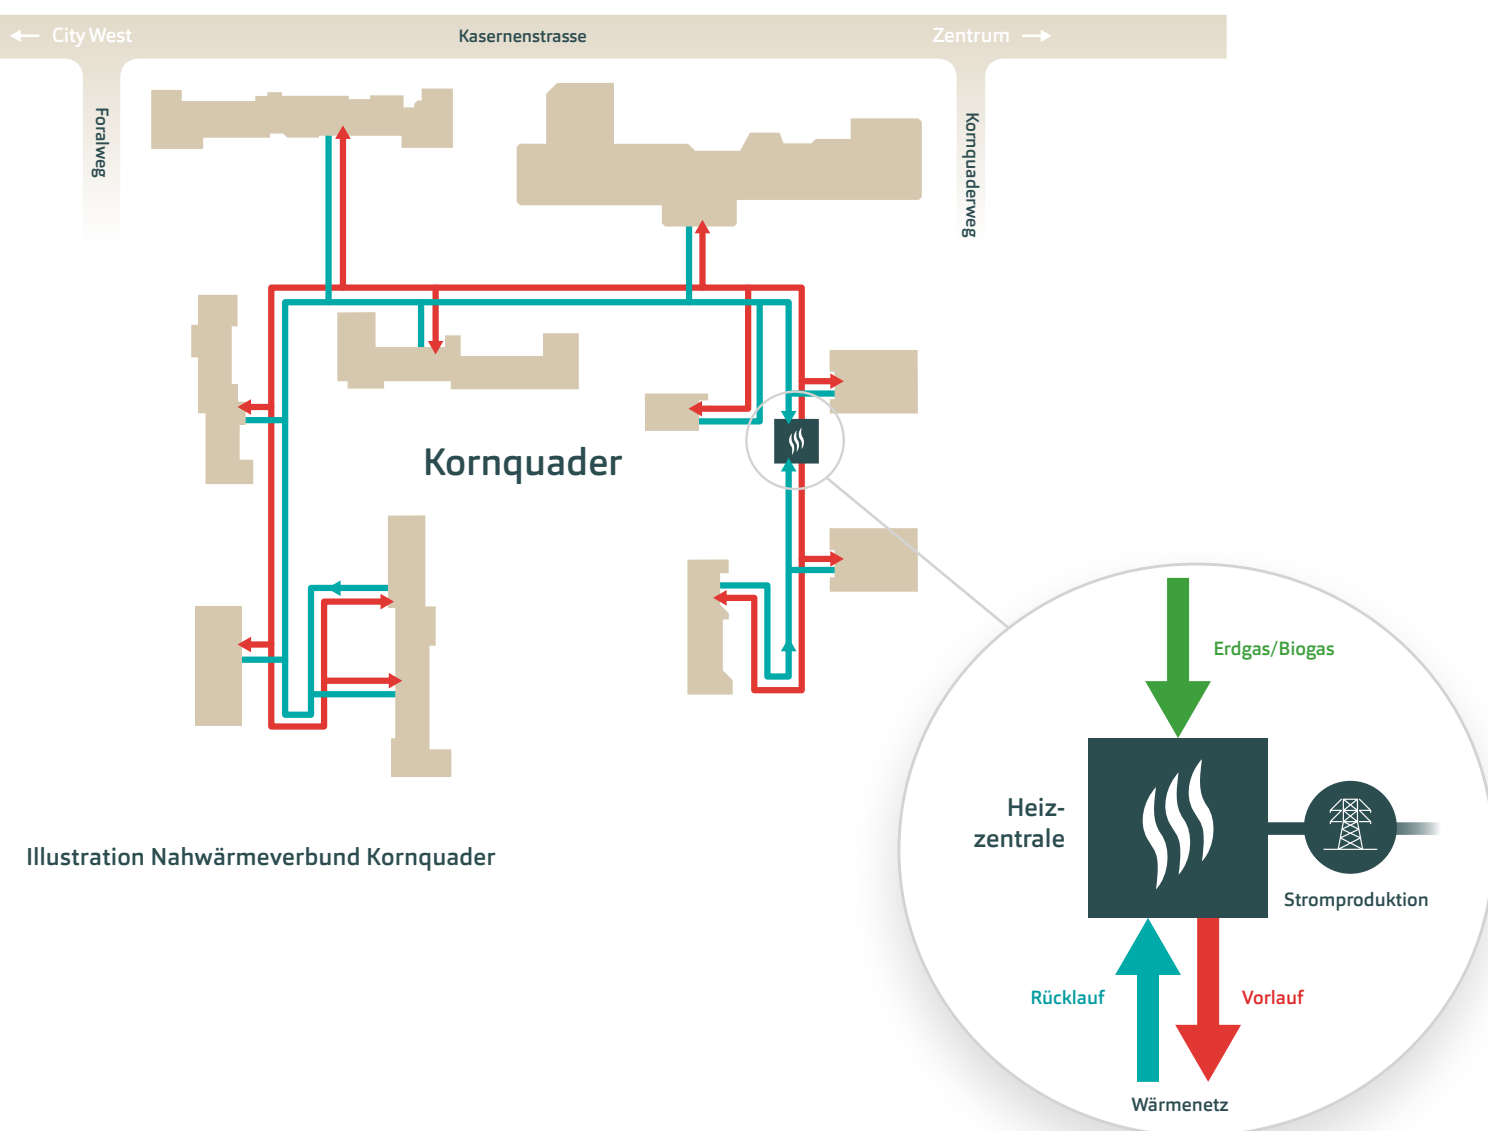 City West
Kasernenstrasse
Zentrum
Foralweg
Kornquaderweg
Kornquader
Erdgas/Biogas
Heiz-
zentrale
Illustration Nahwärmeverbund Kornquader
Stromproduktion
Rücklauf
Vorlauf
Wärmenetz